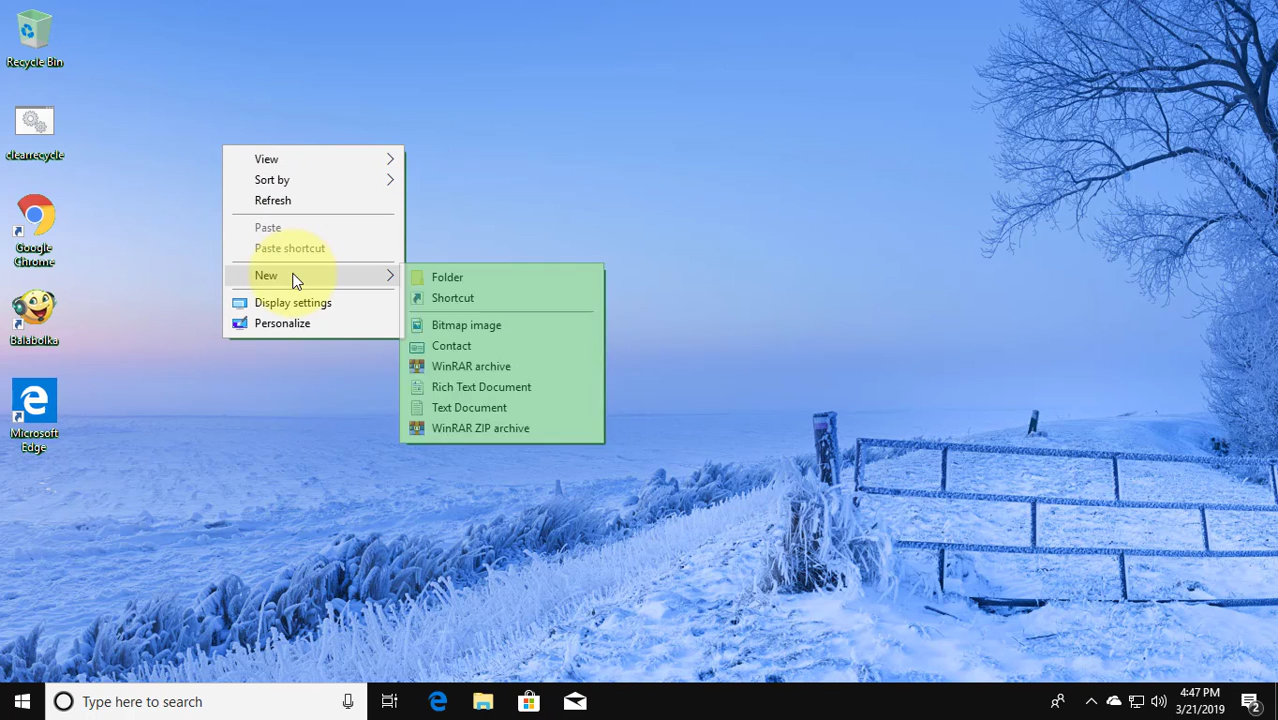 Recycle Bin
clearrecycle
Google
Chrome
Balabolka
Microsoft
Edge
View
Sort by
Refresh
Paste
Paste shortcut
New
Display settings
Personalize
Folder
Shortcut
Bitmap image
Contact
WinRAR archive
Rich Text Document
Text Document
WinRAR ZIP archive
Type here to search
4:47 PM
3/21/2019
2